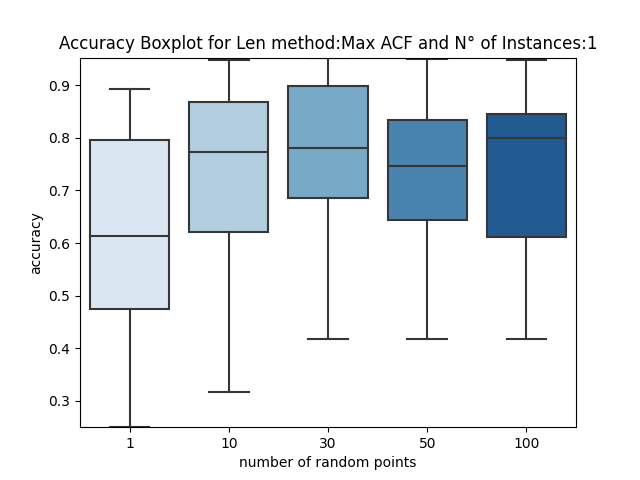 Accuracy Boxplot for Len method:Max ACF and N° of Instances:1
0.9
0.8
0.7
0.6
0.5
0.4
0.3
accuracy
1 10 30 50 100
number of random points